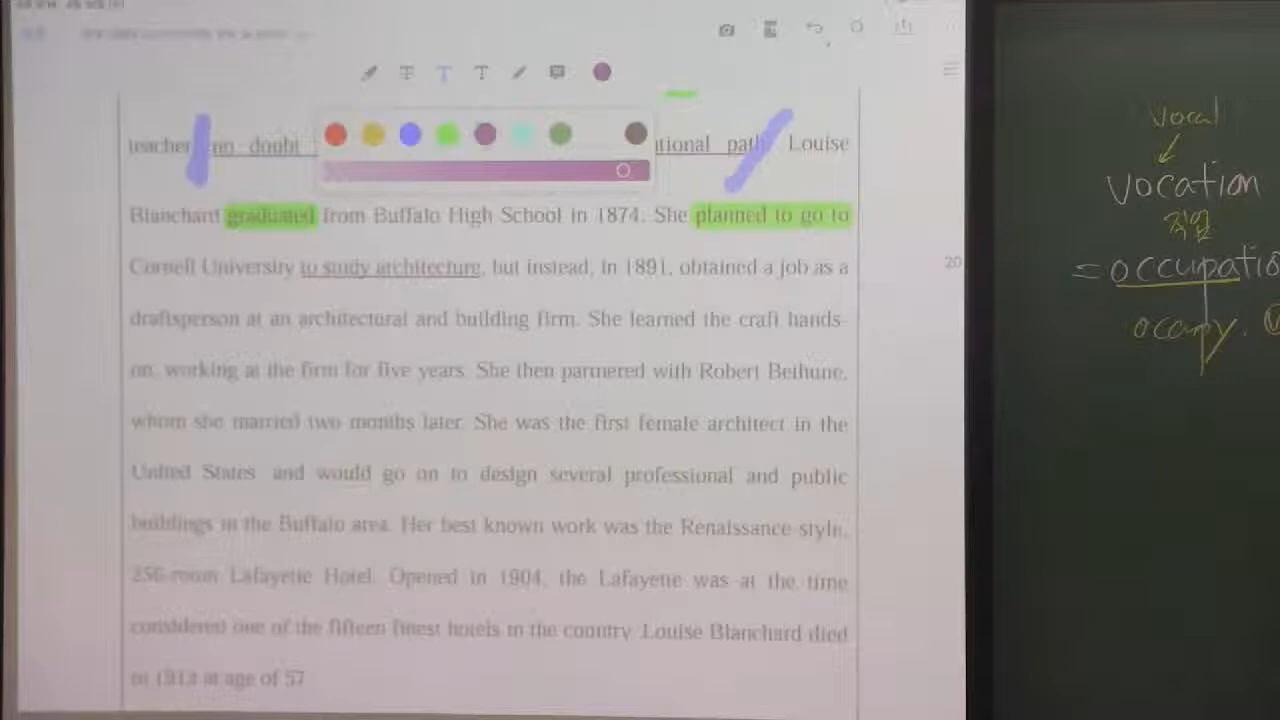 teacher, no doubt
tional path. Louise
Blanchard graduated from Buffalo High School in 1874. She planned to go to
Cornell University to study architecture, but instead, in 1891, obtained a job as a
draftsperson at an architectural and building firm. She learned the craft hands-
on, working at the firm for five years. She then partnered with Robert Bethune,
whom she married two months later. She was the first female architect in the
United States and would go on to design several professional and public
buildings in the Buffalo area. Her best known work was the Renaissance style,
256-room Lafayette Hotel. Opened in 1904, the Lafayette was at the time
considered one of the fifteen finest hotels in the country. Louise Blanchard died
in 1913 at age of 57
20
vocal
vocation
직업
= occupatio
occupy.